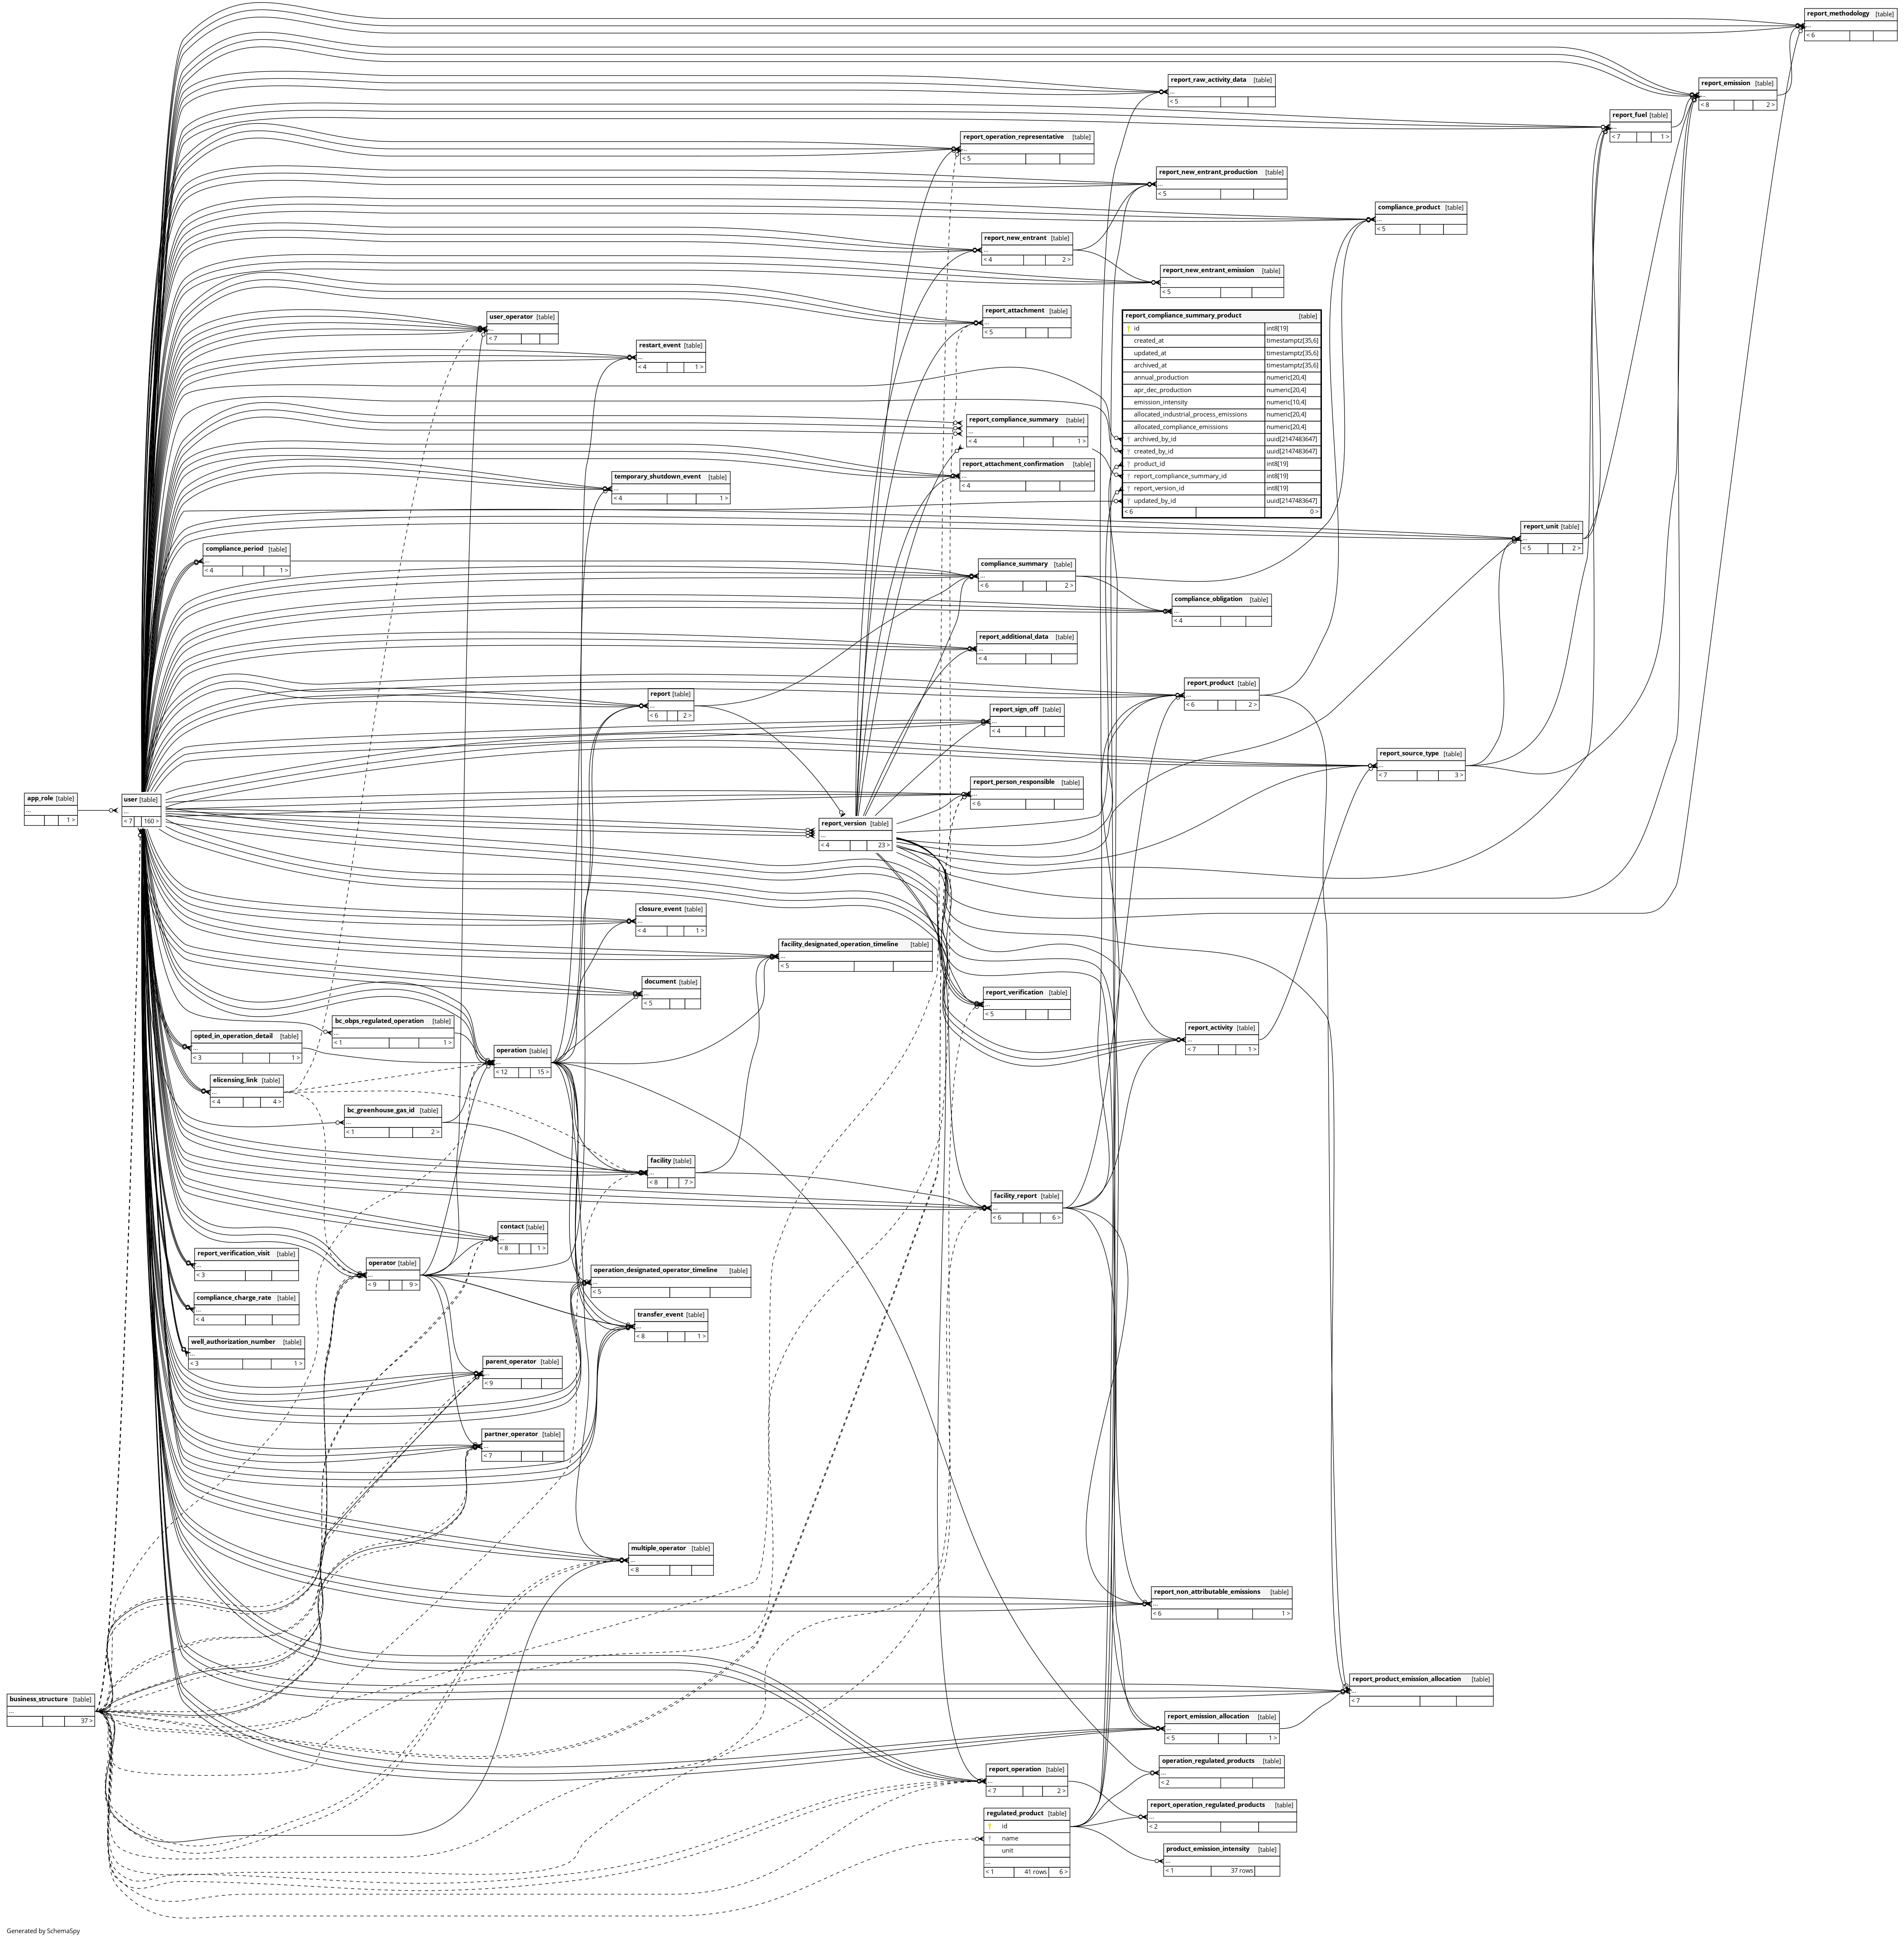 report_methodology [table]
...
< 6
report_raw_activity_data [table]
...
< 5
report_emission [table]
...
< 8 2 >
report_fuel [table]
...
< 7 1 >
report_operation_representative [table]
...
< 5
report_new_entrant_production [table]
...
< 5
compliance_product [table]
...
< 5
report_new_entrant [table]
...
< 4 2 >
report_new_entrant_emission [table]
...
< 5
report_attachment [table]
...
< 5
user_operator [table]
...
< 7
restart_event [table]
...
< 4 1 >
report_compliance_summary_product [table]
id int8[19]
created_at timestamptz[35,6]
updated_at timestamptz[35,6]
archived_at timestamptz[35,6]
annual_production numeric[20,4]
apr_dec_production numeric[20,4]
emission_intensity numeric[10,4]
allocated_industrial_process_emissions numeric[20,4]
allocated_compliance_emissions numeric[20,4]
archived_by_id uuid[2147483647]
created_by_id uuid[2147483647]
product_id int8[19]
report_compliance_summary_id int8[19]
report_version_id int8[19]
updated_by_id uuid[2147483647]
< 6 0 >
report_compliance_summary [table]
...
< 4 1 >
report_attachment_confirmation [table]
...
< 4
temporary_shutdown_event [table]
...
< 4 1 >
report_unit [table]
...
< 5 2 >
compliance_period [table]
...
< 4 1 >
compliance_summary [table]
...
< 6 2 >
compliance_obligation [table]
...
< 4
report_additional_data [table]
...
< 4
report_product [table]
...
< 6 2 >
report [table]
...
< 6 2 >
report_sign_off [table]
...
< 4
report_source_type [table]
...
< 7 3 >
report_person_responsible [table]
...
< 6
app_role [table]
...
1 >
user [table]
...
< 7 160 >
report_version [table]
...
< 4 23 >
closure_event [table]
...
< 4 1 >
facility_designated_operation_timeline [table]
...
< 5
document [table]
...
< 5
report_verification [table]
...
< 5
bc_obps_regulated_operation [table]
...
< 1 1 >
report_activity [table]
...
< 7 1 >
opted_in_operation_detail [table]
...
< 3 1 >
operation [table]
...
< 12 15 >
elicensing_link [table]
...
< 4 4 >
bc_greenhouse_gas_id [table]
...
< 1 2 >
facility [table]
...
< 8 7 >
facility_report [table]
...
< 6 6 >
contact [table]
...
< 8 1 >
report_verification_visit [table]
...
< 3
operator [table]
...
< 9 9 >
operation_designated_operator_timeline [table]
...
< 5
compliance_charge_rate [table]
...
< 4
transfer_event [table]
...
< 8 1 >
well_authorization_number [table]
...
< 3 1 >
parent_operator [table]
...
< 9
partner_operator [table]
...
< 7
multiple_operator [table]
...
< 8
report_non_attributable_emissions [table]
...
< 6 1 >
report_product_emission_allocation [table]
...
< 7
business_structure [table]
...
37 >
report_emission_allocation [table]
...
< 5 1 >
operation_regulated_products [table]
...
< 2
report_operation [table]
...
< 7 2 >
report_operation_regulated_products [table]
...
< 2
regulated_product [table]
id
name
unit
...
< 1 41 rows 6 >
product_emission_intensity [table]
...
< 1 37 rows
Generated by SchemaSpy